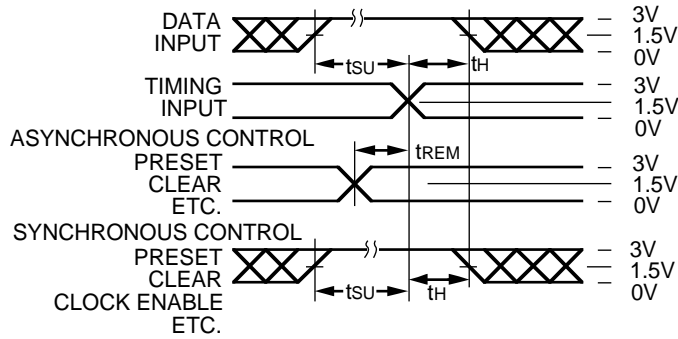 DATA INPUT
3V
1.5V
0V
tSU
tH
TIMING INPUT
3V
1.5V
0V
ASYNCHRONOUS CONTROL
tREM
PRESET
CLEAR
ETC.
3V
1.5V
0V
SYNCHRONOUS CONTROL
PRESET
CLEAR
CLOCK ENABLE
ETC.
3V
1.5V
0V
tSU
tH